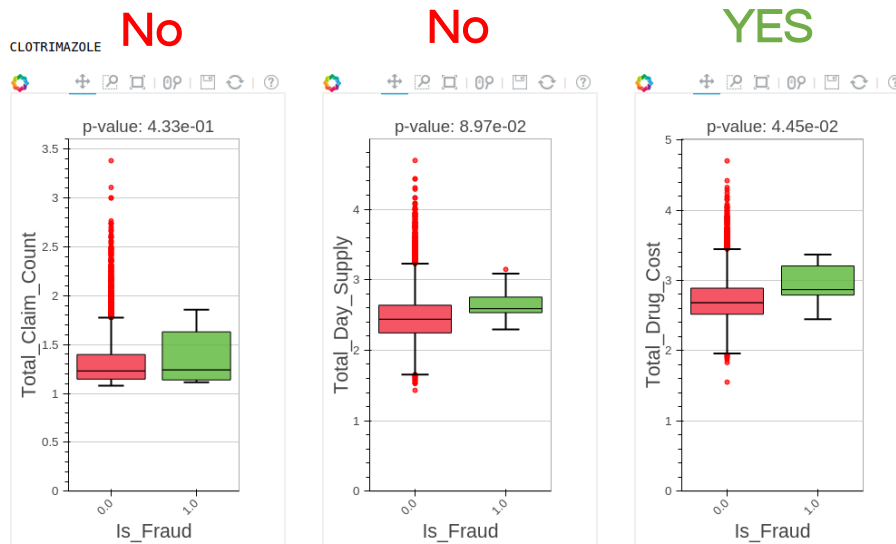 No
No
YES
CLOTRIMAZOLE
p-value: 4.33e-01
3.5
3
2.5
2
1.5
1
0.5
0
Total_Claim_Count
0.0
1.0
Is_Fraud
p-value: 8.97e-02
4
3
2
1
0
Total_Day_Supply
0.0
1.0
Is_Fraud
p-value: 4.45e-02
5
4
3
2
1
0
Total_Drug_Cost
0.0
1.0
Is_Fraud